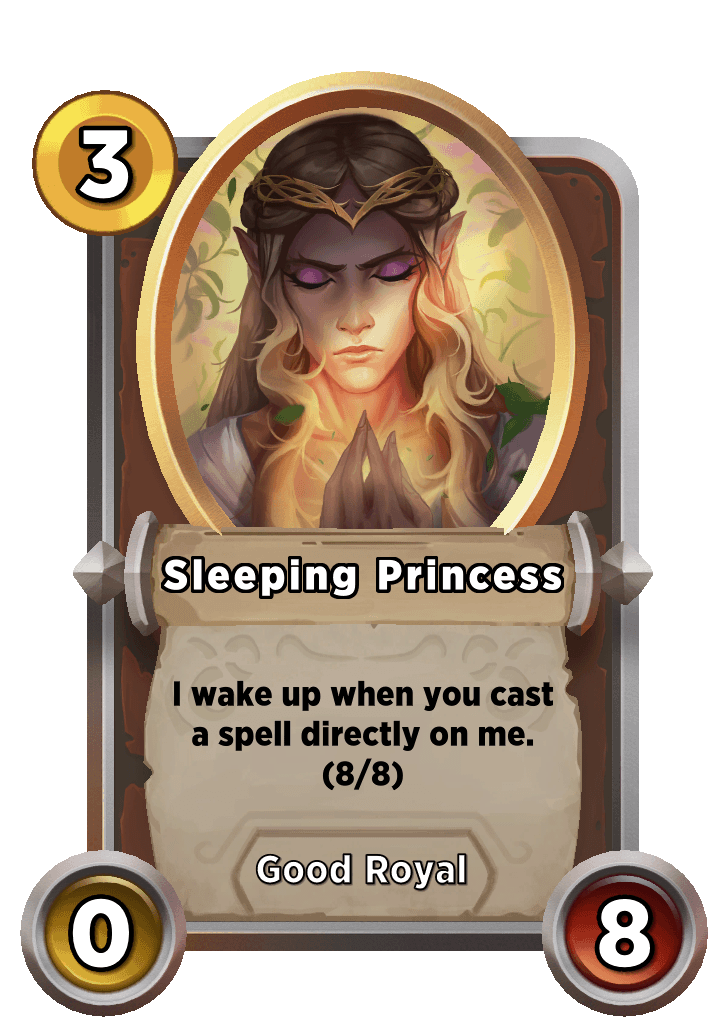 3
Sleeping Princess
I wake up when you cast
a spell directly on me.
(8/8)
Good Royal
0
8